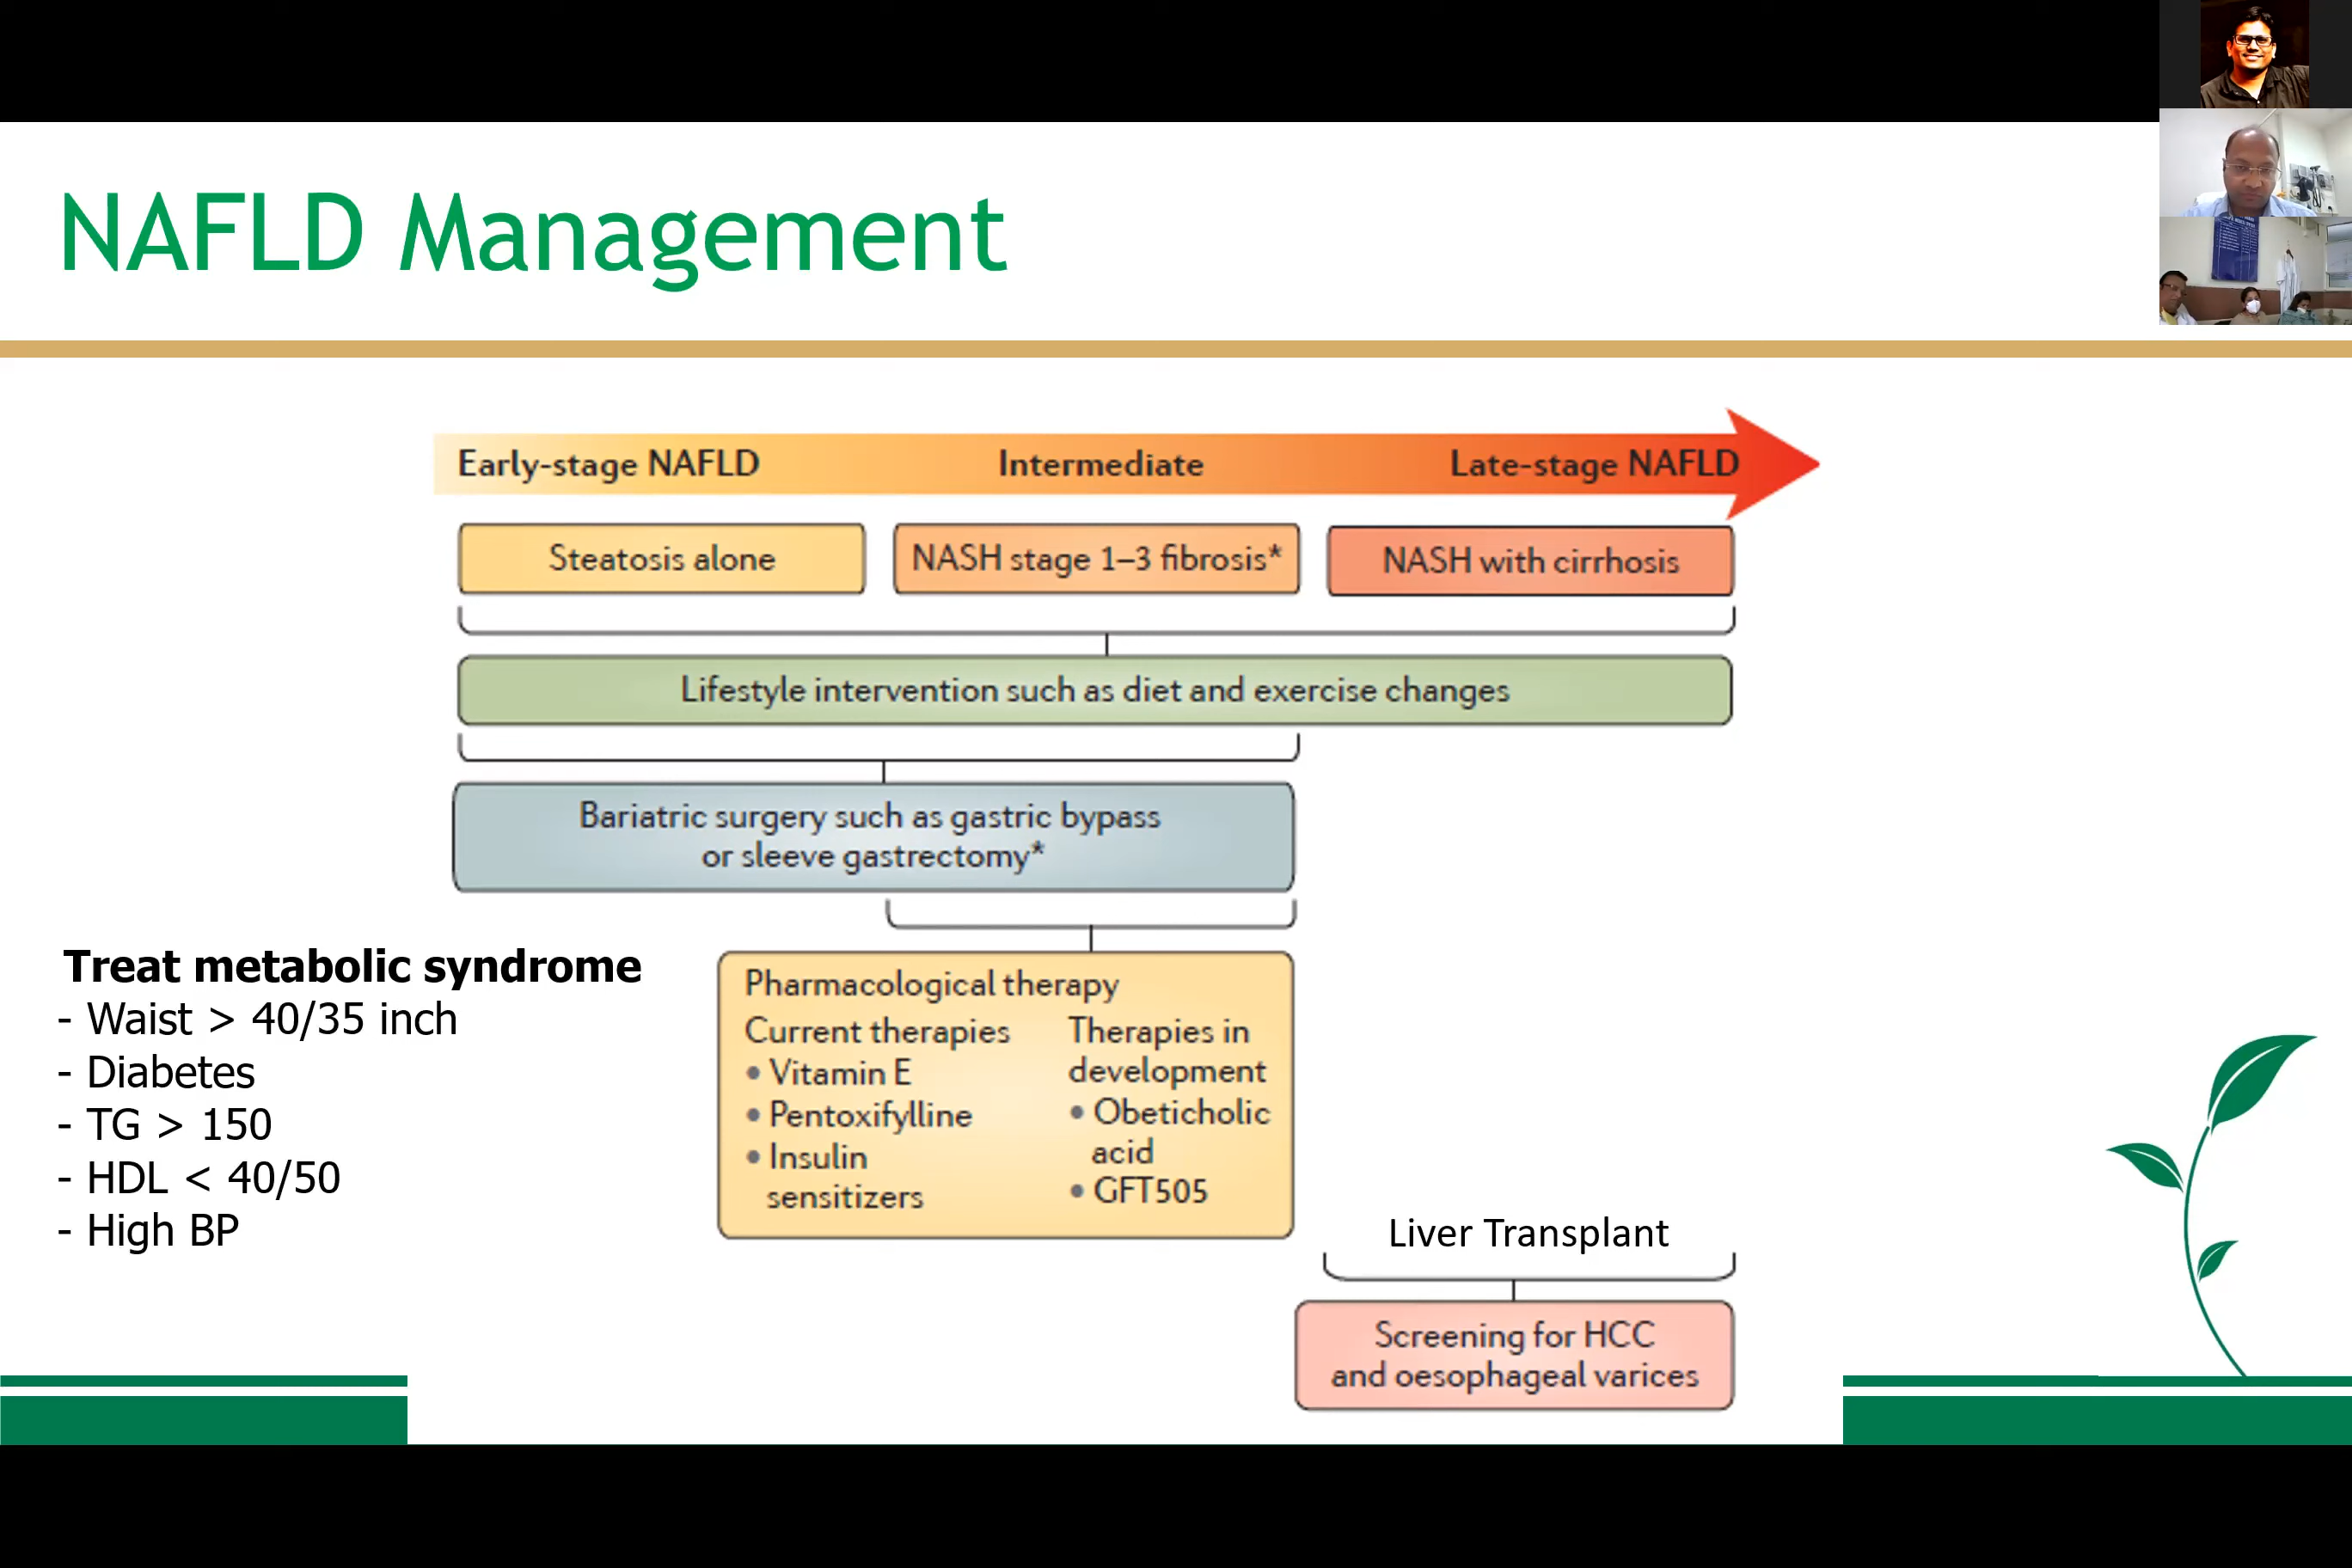 NAFLD Management
Early-stage NAFLD
Intermediate
Late-stage NAFLD
Steatosis alone
NASH stage 1–3 fibrosis*
NASH with cirrhosis
Lifestyle intervention such as diet and exercise changes
Bariatric surgery such as gastric bypass
or sleeve gastrectomy*
Treat metabolic syndrome
- Waist > 40/35 inch
- Diabetes
- TG > 150
- HDL < 40/50
- High BP
Pharmacological therapy
Current therapies
• Vitamin E
• Pentoxifylline
• Insulin
sensitizers
Therapies in
development
• Obeticholic
acid
• GFT505
Liver Transplant
Screening for HCC
and oesophageal varices